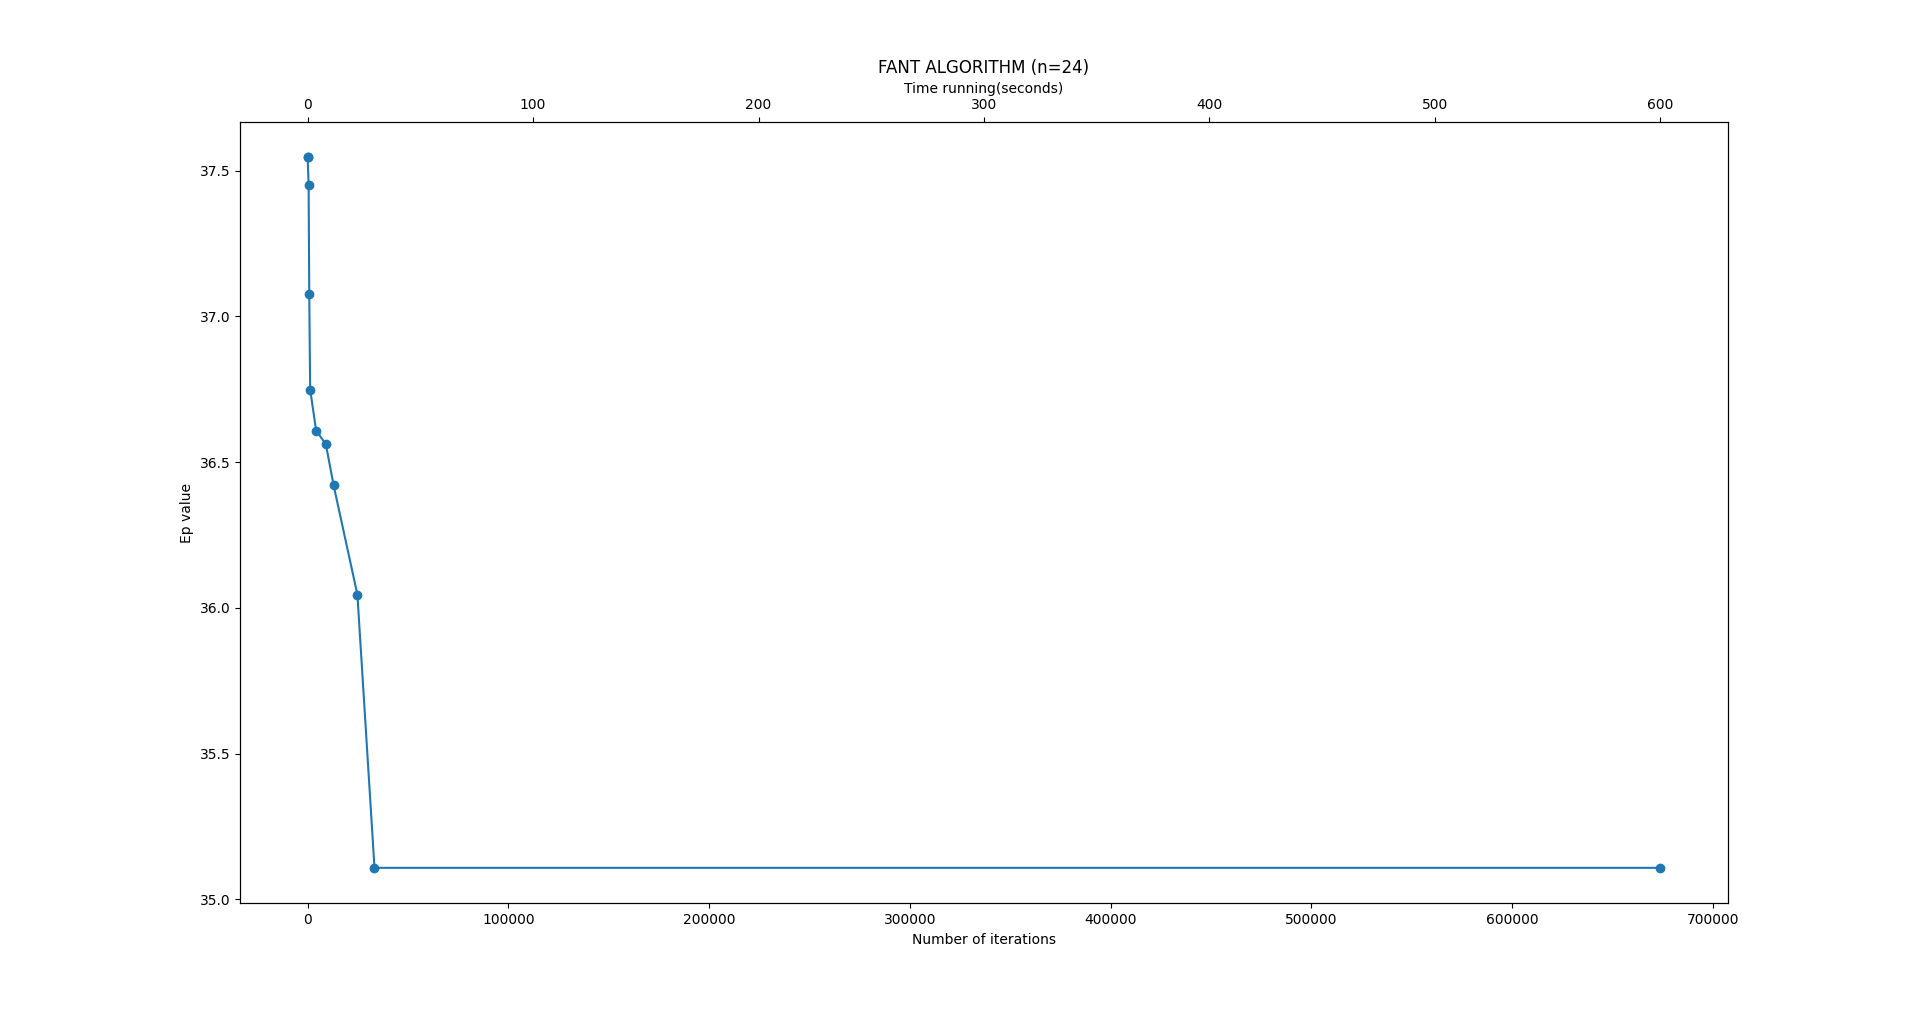 FANT ALGORITHM (n=24)
Time running(seconds)
0 100 200 300 400 500 600
37.5
37.0
36.5
36.0
35.5
35.0
Ep value
0 100000 200000 300000 400000 500000 600000 700000
Number of iterations